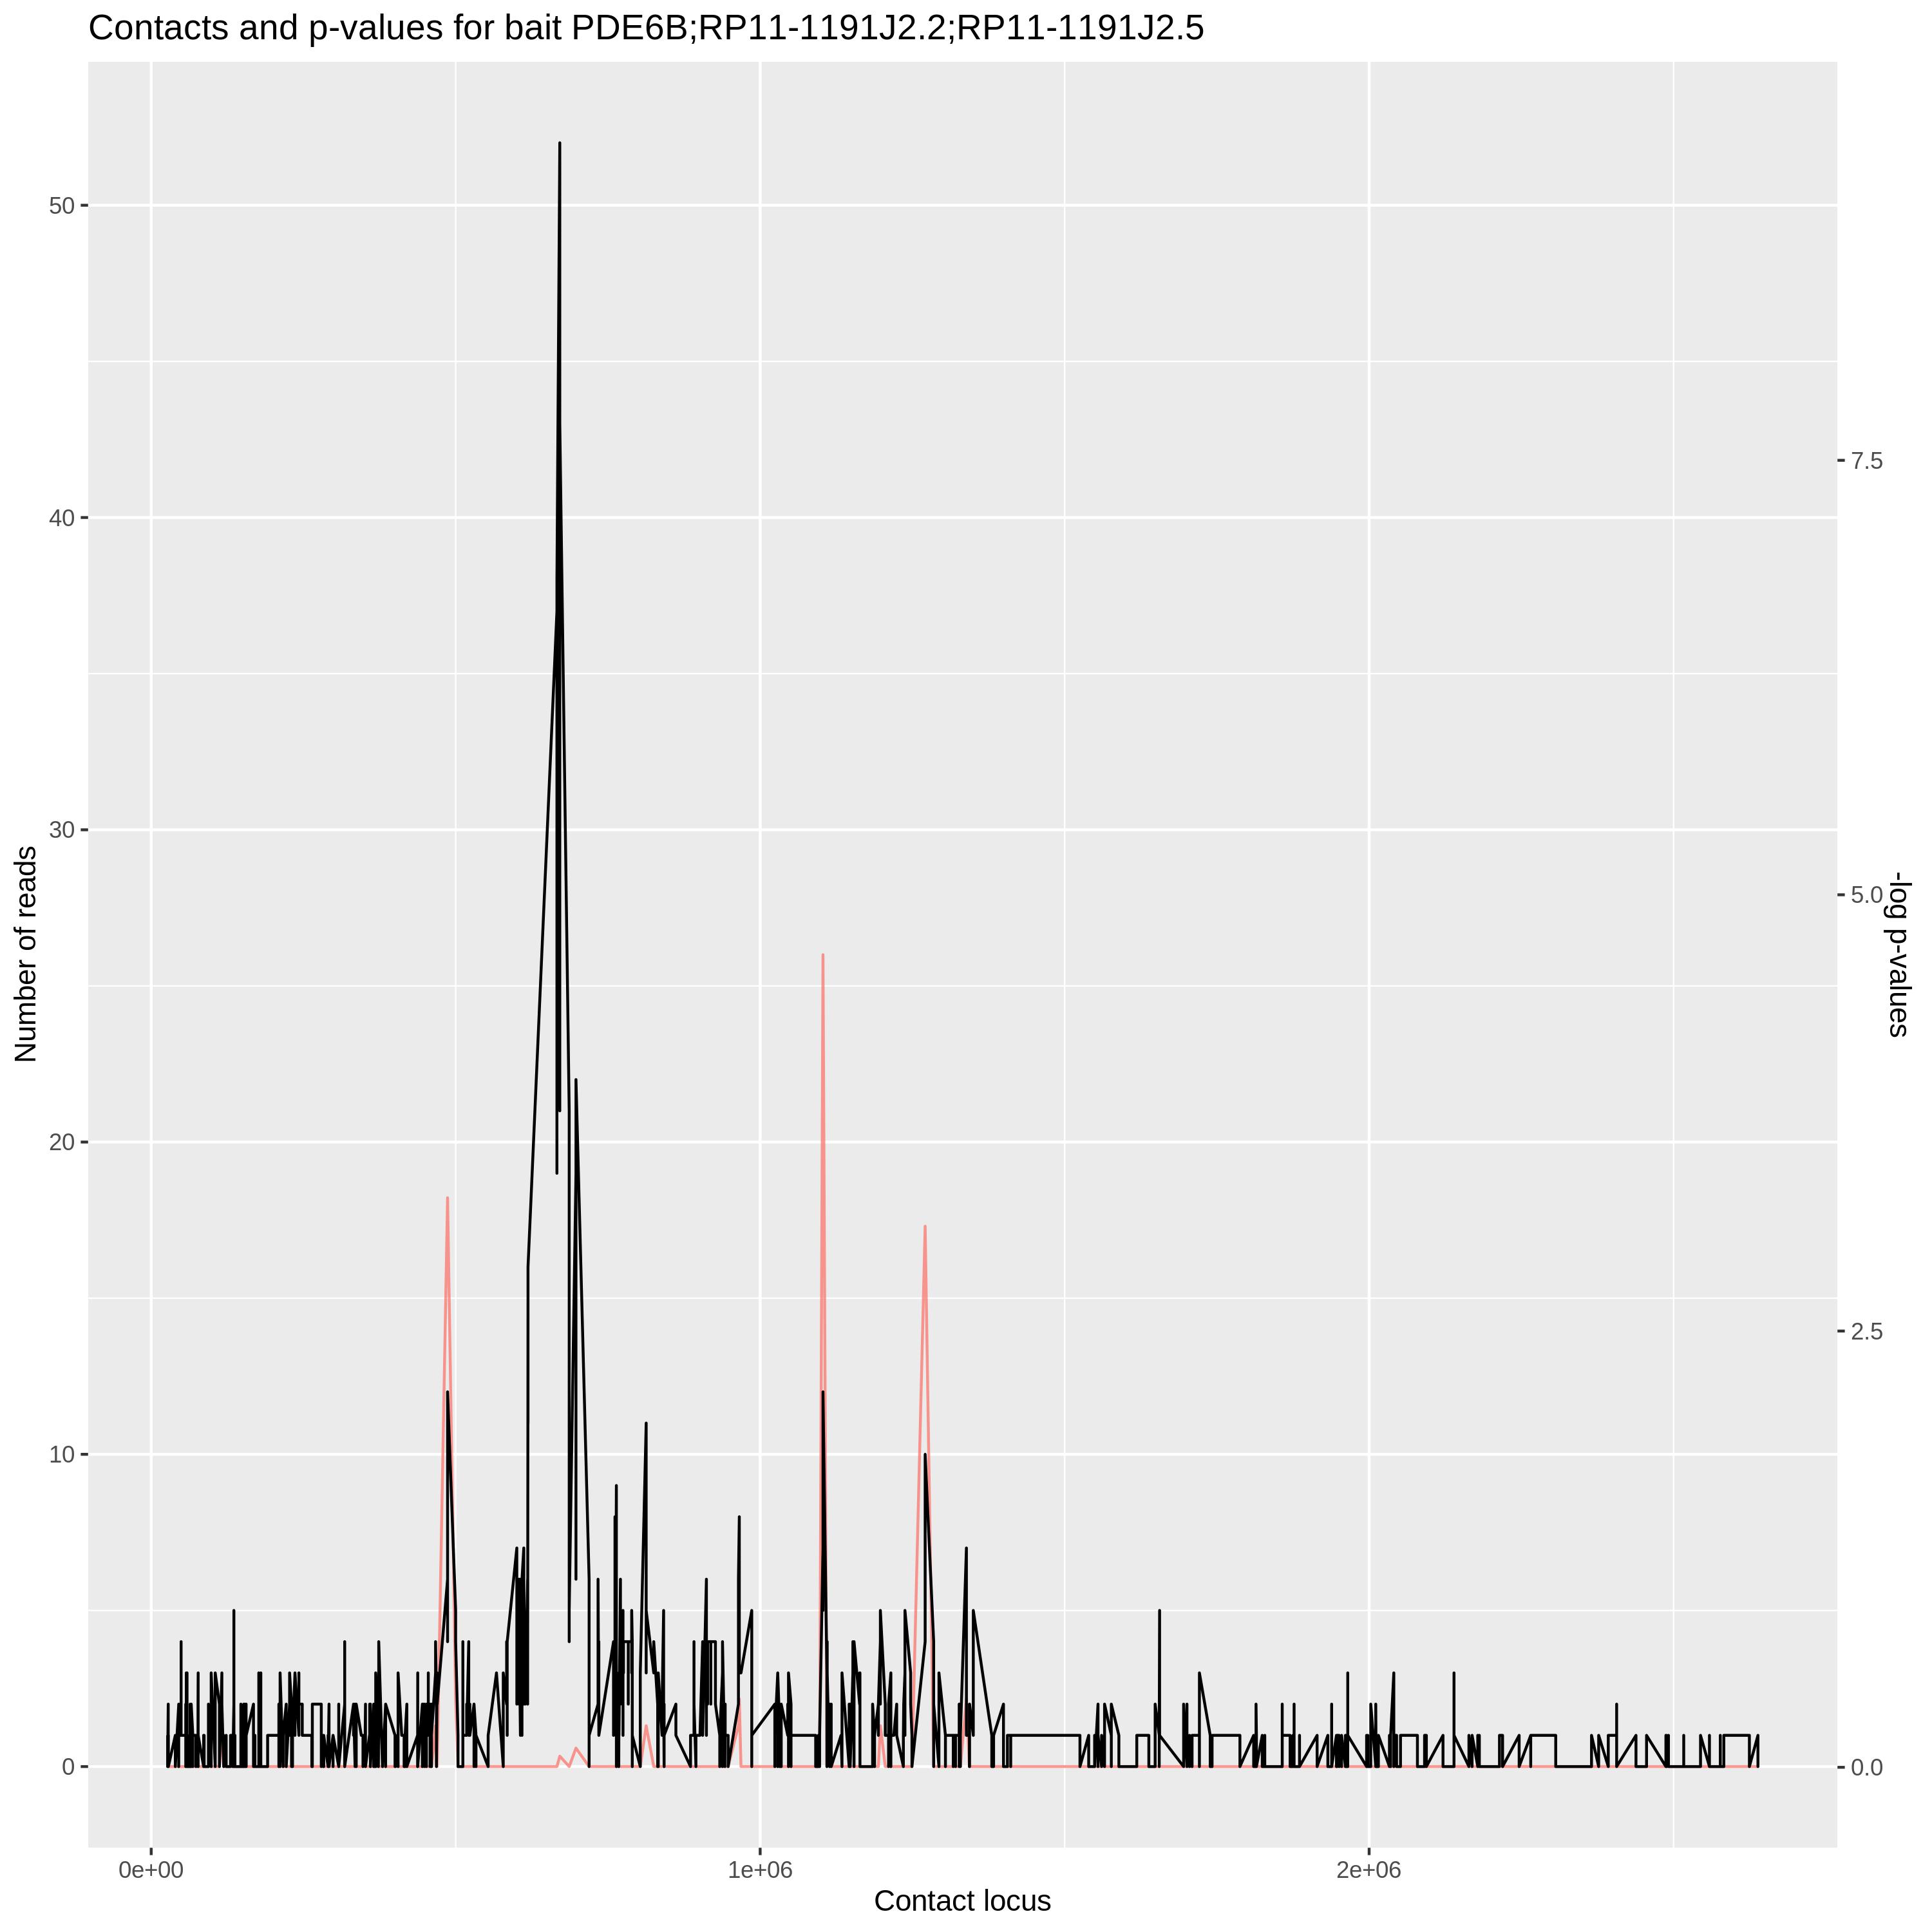 Contacts and p-values for bait PDE6B;RP11-1191J2.2;RP11-1191J2.5
50
40
30
20
10
0
Number of reads
7.5
5.0
2.5
0.0
-log p-values
0e+00
1e+06
2e+06
Contact locus